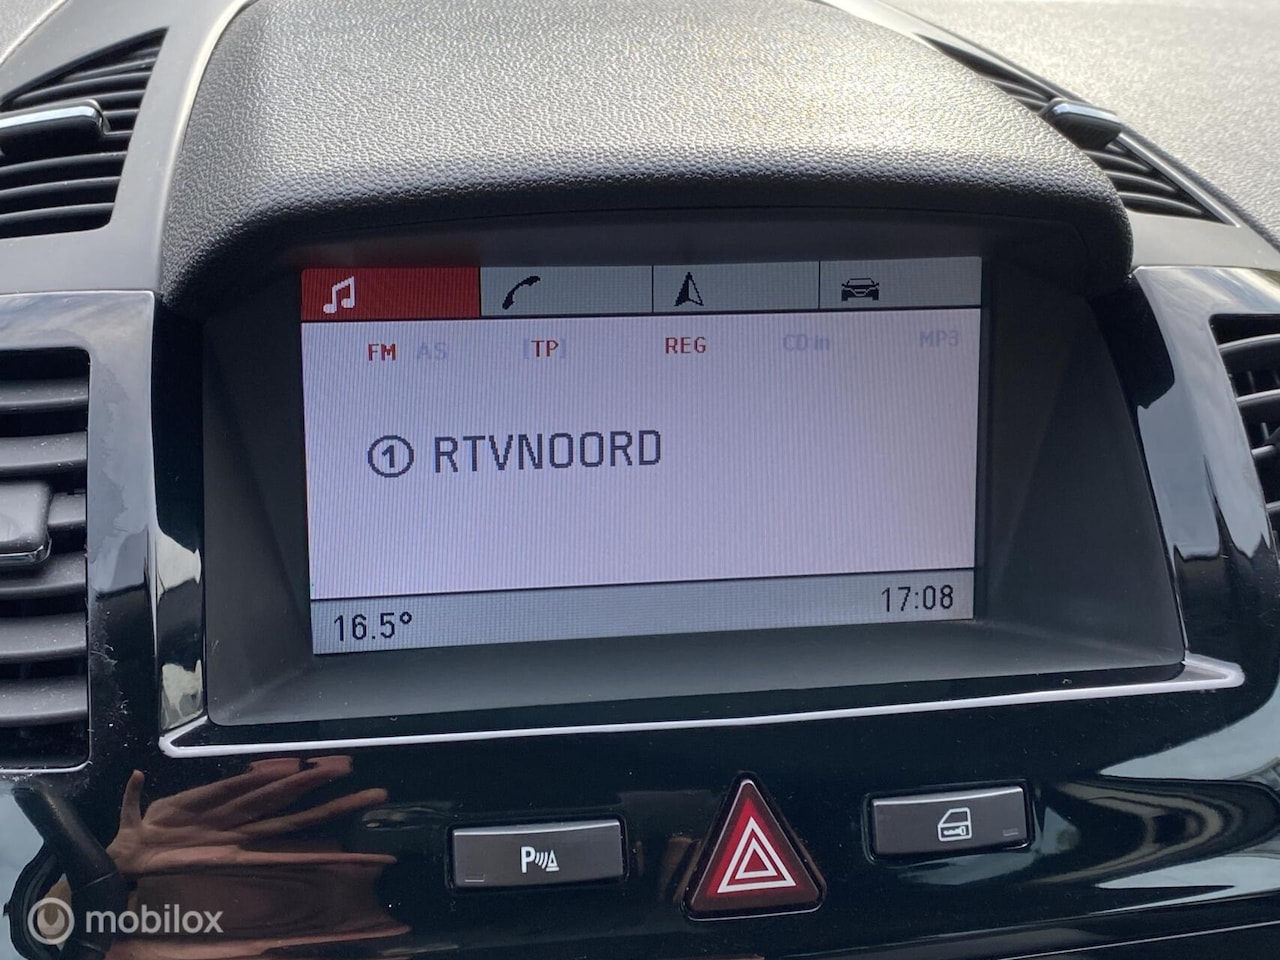 FM AS [TP] REG CD in MP3
1 RTVNOORD
16.5° 17:08
P
mobilox